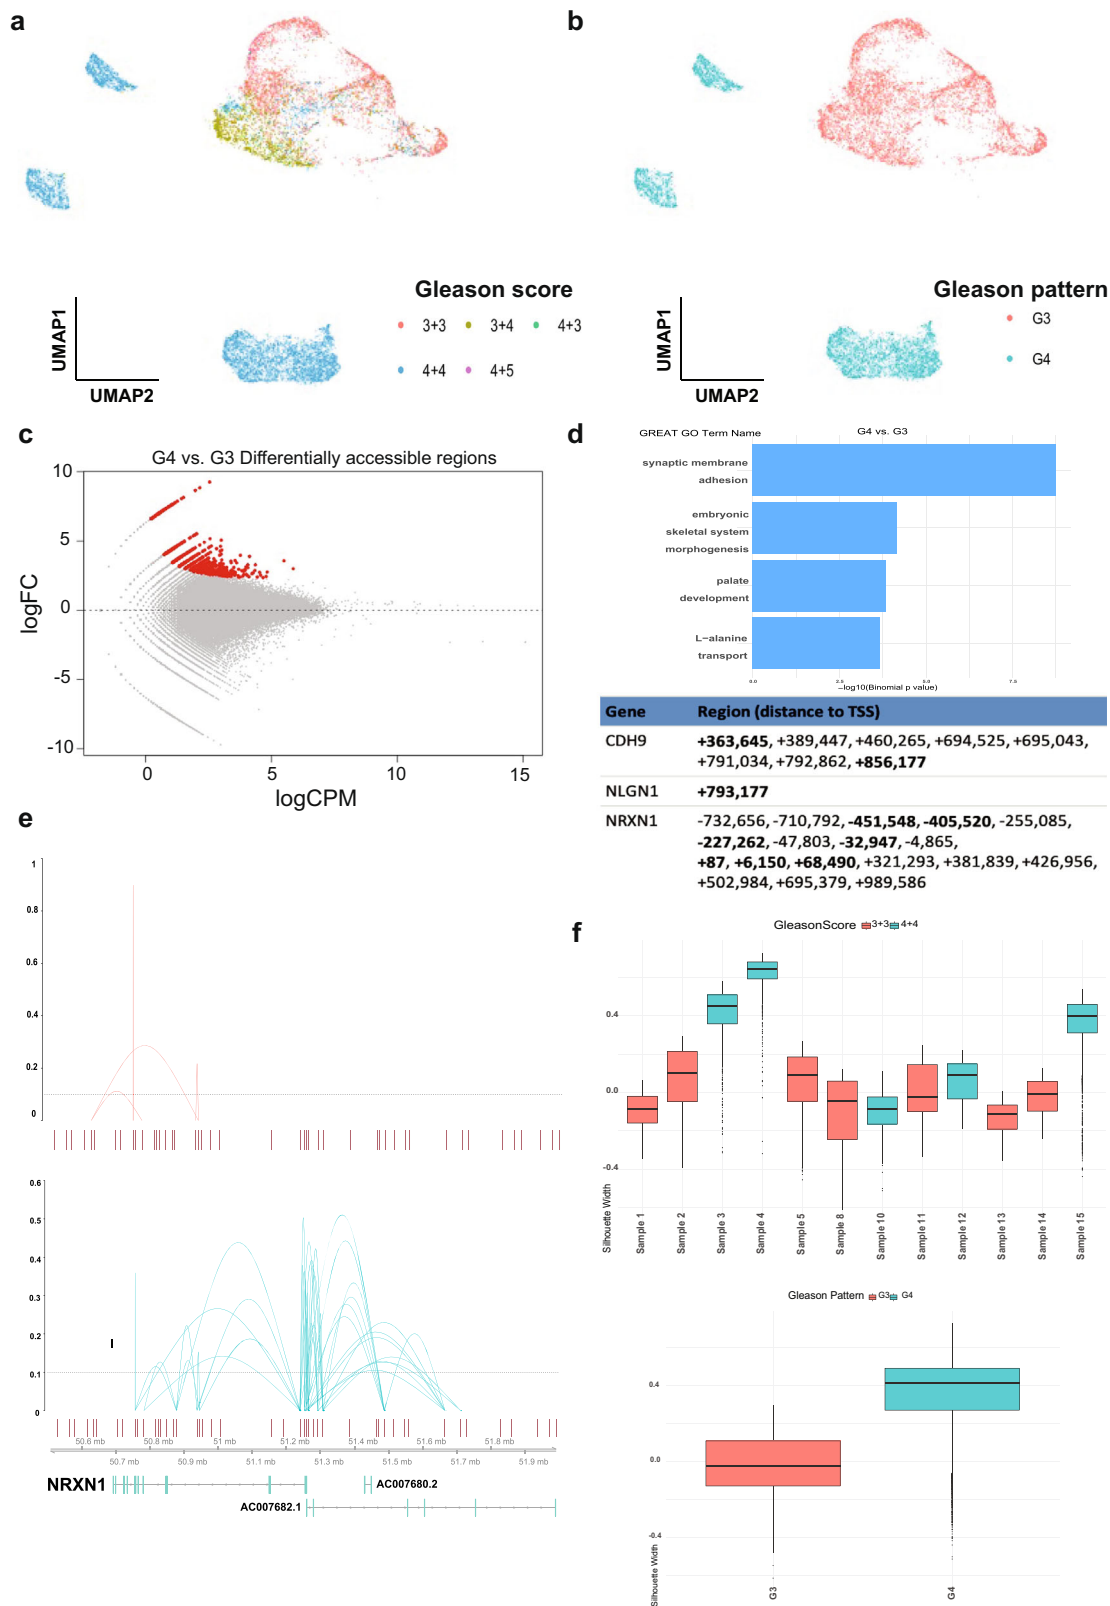 a
b
Gleason score
3+3
3+4
4+3
4+4
4+5
UMAP1
UMAP2
Gleason pattern
G3
G4
UMAP1
UMAP2
c
G4 vs. G3 Differentially accessible regions
10
5
0
-5
-10
logFC
0
5
10
15
logCPM
d
GREAT GO Term Name
G4 vs. G3
synaptic membrane
adhesion
embryonic
skeletal system
morphogenesis
palate
development
L−alanine
transport
0.0
2.5
5.0
7.5
−log10(Binomial p value)
Gene Region (distance to TSS)
CDH9 +363,645, +389,447, +460,265, +694,525, +695,043,
+791,034, +792,862, +856,177
NLGN1 +793,177
NRXN1 -732,656, -710,792, -451,548, -405,520, -255,085,
-227,262, -47,803, -32,947, -4,865,
+87, +6,150, +68,490, +321,293, +381,839, +426,956,
+502,984, +695,379, +989,586
e
1
0.8
0.6
0.4
0.2
0
0.6
0.5
0.4
0.3
0.2
0.1
0
50.6 mb 50.8 mb 51 mb 51.2 mb 51.4 mb 51.6 mb 51.8 mb
50.7 mb 50.9 mb 51.1 mb 51.3 mb 51.5 mb 51.7 mb 51.9 mb
NRXN1
AC007680.2
AC007682.1
f
GleasonScore 3+3 4+4
0.4
0.0
-0.4
Silhouette Width
Sample 1
Sample 2
Sample 3
Sample 4
Sample 5
Sample 8
Sample 10
Sample 11
Sample 12
Sample 13
Sample 14
Sample 15
Gleason Pattern G3 G4
0.4
0.0
-0.4
Silhouette Width
G3
G4